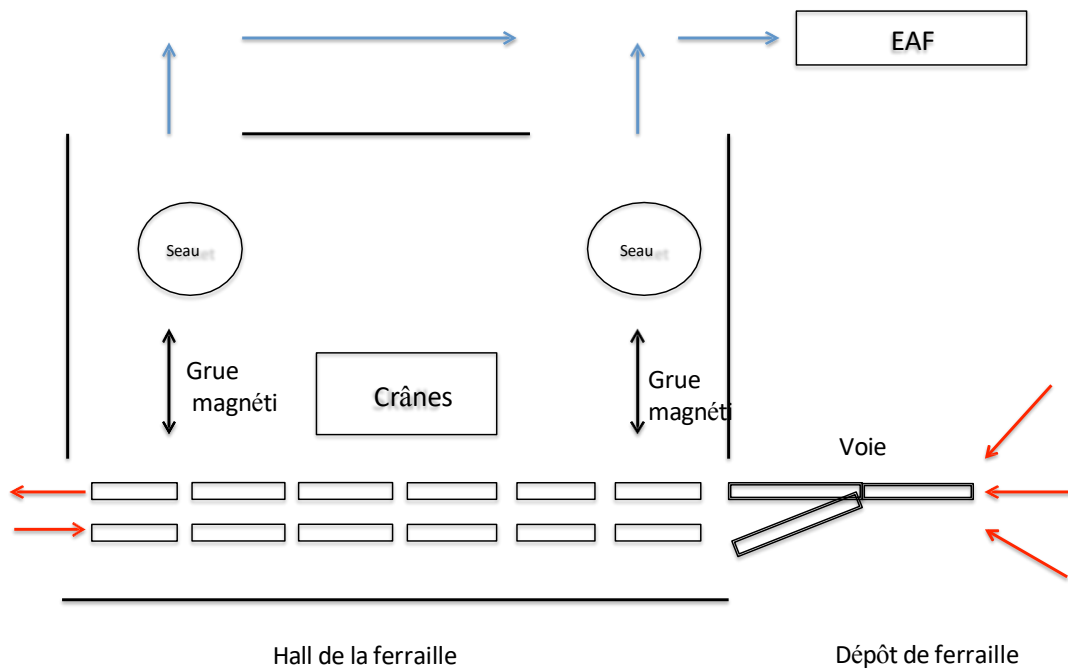 EAF
Seau
Seau
Grue
magnéti
Crânes
Grue
magnéti
Voie
Hall de la ferraille
Dépôt de ferraille